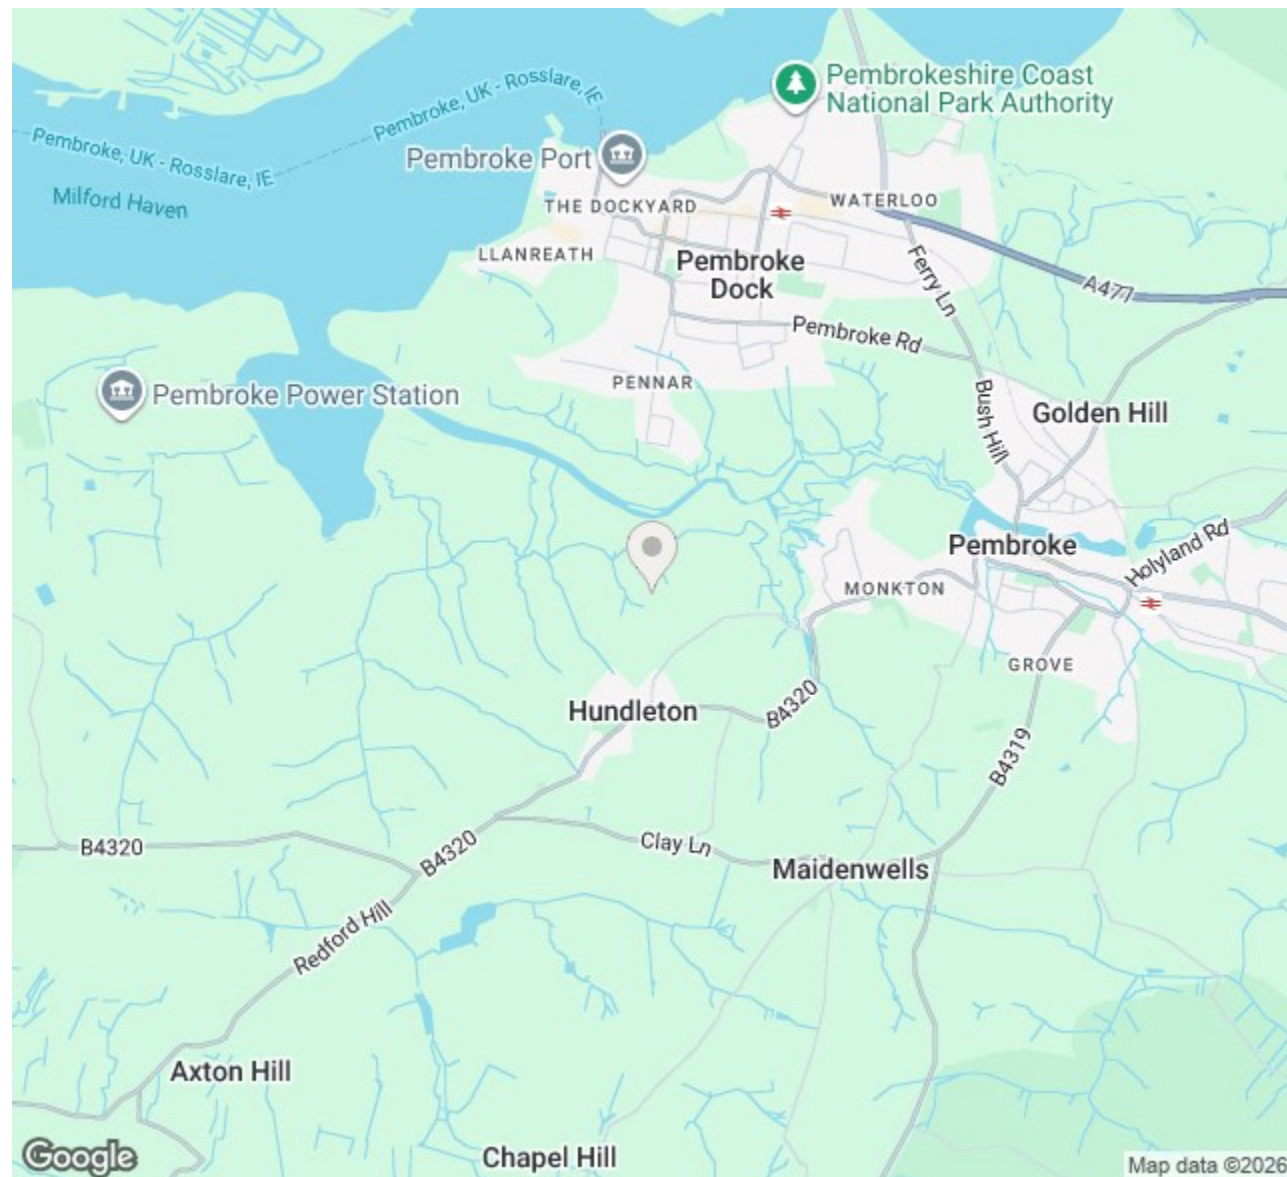 Pembrokeshire Coast
National Park Authority
Pembroke, UK - Rosslare, IE
Pembroke, UK - Rosslare, IE
Pembroke Port
Milford Haven
THE DOCKYARD
WATERLOO
LLANREATH
Pembroke
Dock
Ferry Ln
A477
Pembroke Rd
PENNAR
Pembroke Power Station
Bush Hill
Golden Hill
Pembroke
Holyland Rd
MONKTON
GROVE
Hundleton
B4320
B4319
B4320
B4320
Clay Ln
Maidenwells
Redford Hill
Axton Hill
Chapel Hill
Google
Map data ©2026